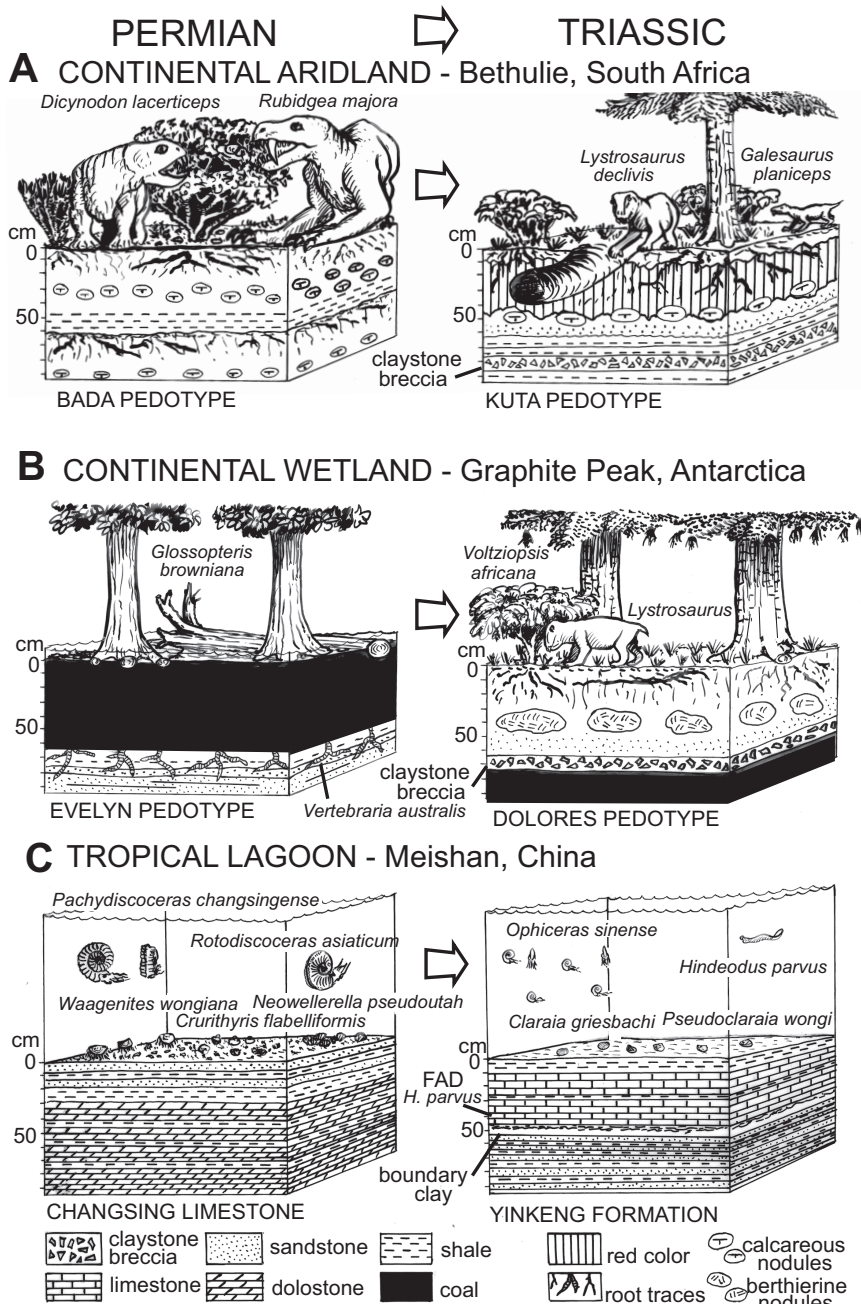 PERMIAN TRIASSIC
A CONTINENTAL ARIDLAND - Bethulie, South Africa
Dicynodon lacerticeps Rubidgea majora
Lystrosaurus
declivis
Galesaurus
planiceps
cm
0
50
cm
0
50
claystone
breccia
BADA PEDOTYPE
KUTA PEDOTYPE
B CONTINENTAL WETLAND - Graphite Peak, Antarctica
Glossopteris
browniana
Voltziopsis
africana
Lystrosaurus
cm
0
50
cm
0
50
claystone
breccia
EVELYN PEDOTYPE
Vertebraria australis
DOLORES PEDOTYPE
C TROPICAL LAGOON - Meishan, China
Pachydiscoceras changsingense
Rotodiscoceras asiaticum
Waagenites wongiana Neowellerella pseudoutah
Crurithyris flabelliformis
Ophiceras sinense
Hindeodus parvus
Claraia griesbachi Pseudoclaraia wongi
cm
0
50
cm
0
50
FAD
H. parvus
boundary
clay
CHANGSING LIMESTONE
YINKENG FORMATION
claystone
breccia
sandstone
shale
red color
calcareous
nodules
limestone
dolostone
coal
root traces
berthierine
nodules